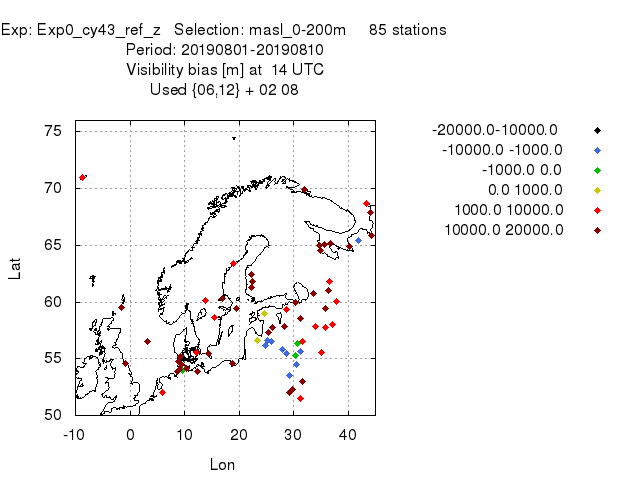 Exp: Exp0_cy43_ref_z   Selection: masl_0-200m     85 stations
Period: 20190801-20190810
Visibility bias [m] at  14 UTC
Used {06,12} + 02 08
-20000.0-10000.0
-10000.0 -1000.0
-1000.0 0.0
0.0 1000.0
1000.0 10000.0
10000.0 20000.0
75
70
65
60
55
50
Lat
-10 0 10 20 30 40
Lon